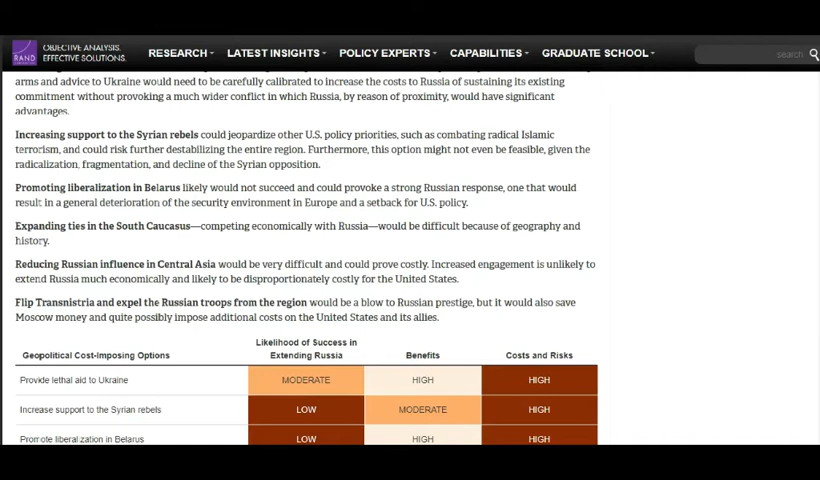 RAND
OBJECTIVE ANALYSIS.
EFFECTIVE SOLUTIONS.
RESEARCH
LATEST INSIGHTS
POLICY EXPERTS
CAPABILITIES
GRADUATE SCHOOL
search
arms and advice to Ukraine would need to be carefully calibrated to increase the costs to Russia of sustaining its existing
commitment without provoking a much wider conflict in which Russia, by reason of proximity, would have significant
advantages.
Increasing support to the Syrian rebels could jeopardize other U.S. policy priorities, such as combating radical Islamic
terrorism, and could risk further destabilizing the entire region. Furthermore, this option might not even be feasible, given the
radicalization, fragmentation, and decline of the Syrian opposition.
Promoting liberalization in Belarus likely would not succeed and could provoke a strong Russian response, one that would
result in a general deterioration of the security environment in Europe and a setback for U.S. policy.
Expanding ties in the South Caucasus—competing economically with Russia—would be difficult because of geography and
history.
Reducing Russian influence in Central Asia would be very difficult and could prove costly. Increased engagement is unlikely to
extend Russia much economically and likely to be disproportionately costly for the United States.
Flip Transnistria and expel the Russian troops from the region would be a blow to Russian prestige, but it would also save
Moscow money and quite possibly impose additional costs on the United States and its allies.
Likelihood of Success in
Geopolitical Cost-Imposing Options Extending Russia Benefits Costs and Risks
Provide lethal aid to Ukraine MODERATE HIGH HIGH
Increase support to the Syrian rebels LOW MODERATE HIGH
Promote liberalization in Belarus LOW HIGH HIGH